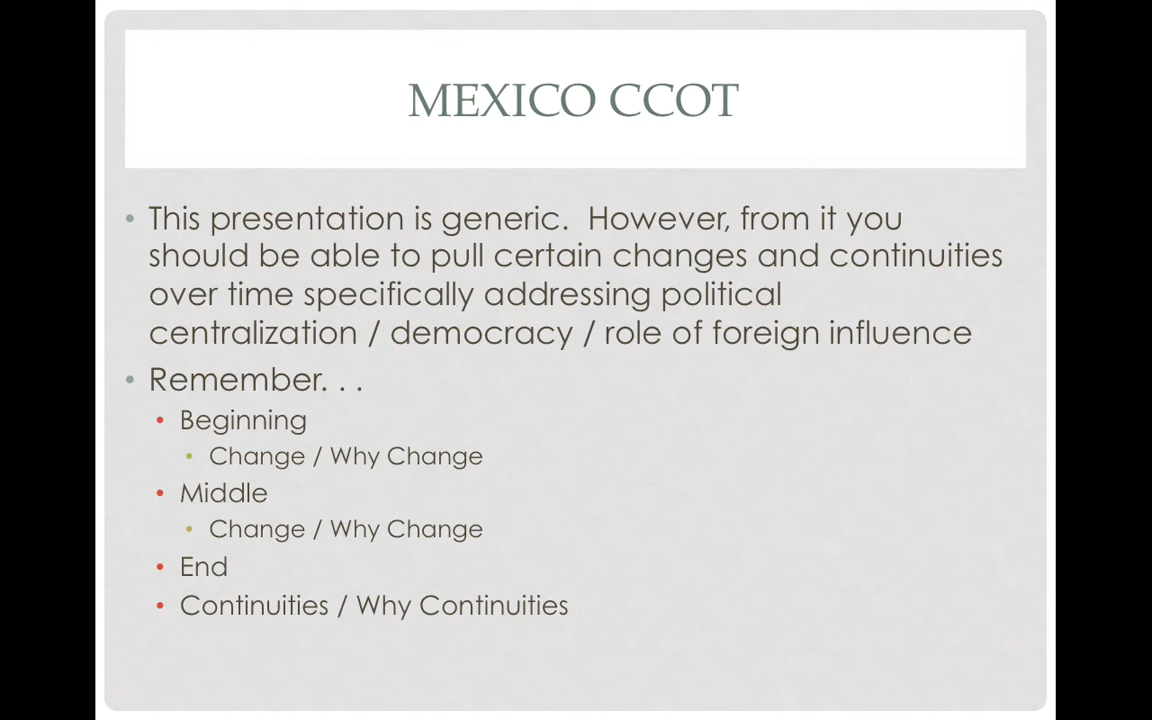 MEXICO CCOT
• This presentation is generic.  However, from it you
should be able to pull certain changes and continuities
over time specifically addressing political
centralization / democracy / role of foreign influence
• Remember. . .
• Beginning
• Change / Why Change
• Middle
• Change / Why Change
• End
• Continuities / Why Continuities